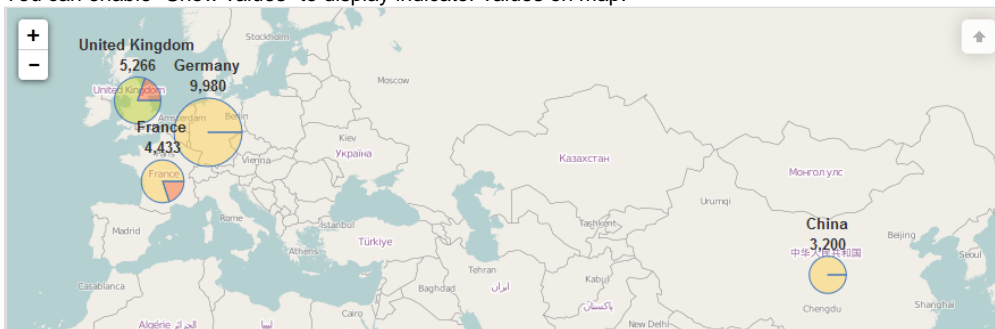 You can enable "Show Values" to display indicator values on map.
+
−
United Kingdom
5,266
Germany
9,980
France
4,433
China
3,200
Stockholm
Moscow
United Kingdom
Amsterdam
Berlin
Kiev
Україна
Paris
Vienna
France
Казахстан
Монгол улс
Urumqi
Madrid
Rome
Istanbul
Türkiye
Tashkent
Beijing
中华人民共和国
Seoul
Athens
Tehran
Kabul
Casablanca
Baghdad
ایران
پاکستان
Chengdu
Shanghai
Cairo
New Delhi
Algérie الجزائر
ليبيا